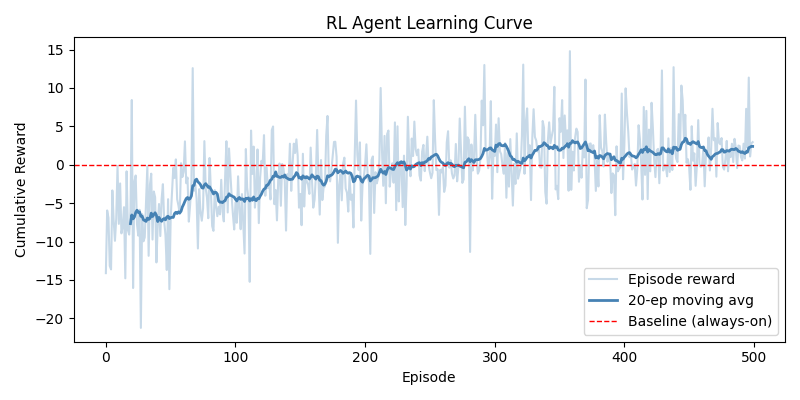 RL Agent Learning Curve
Cumulative Reward
15
10
5
0
−5
−10
−15
−20
0
100
200
300
400
500
Episode
Episode reward
20-ep moving avg
Baseline (always-on)